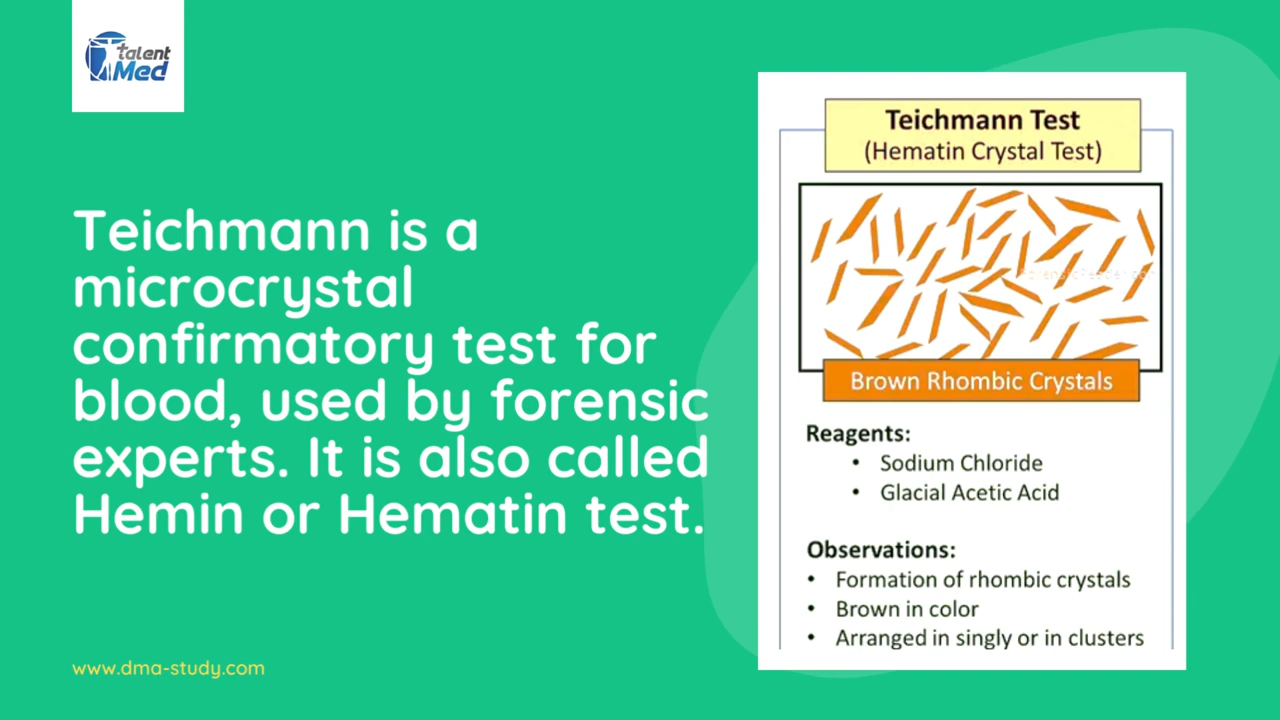 talent
Med
Teichmann is a
microcrystal
confirmatory test for
blood, used by forensic
experts. It is also called
Hemin or Hematin test.
www.dma-study.com
Teichmann Test
(Hematin Crystal Test)
Brown Rhombic Crystals
Reagents:
• Sodium Chloride
• Glacial Acetic Acid
Observations:
• Formation of rhombic crystals
• Brown in color
• Arranged in singly or in clusters